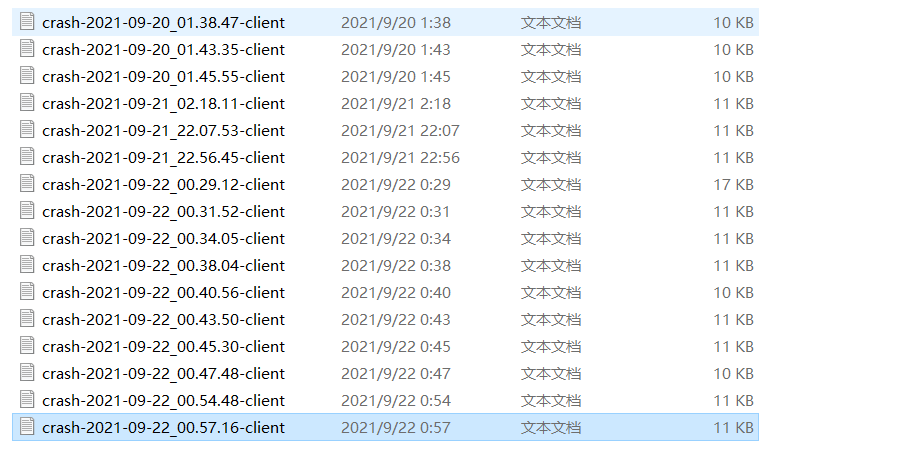 crash-2021-09-20_01.38.47-client 2021/9/20 1:38 文本文档 10 KB
crash-2021-09-20_01.43.35-client 2021/9/20 1:43 文本文档 10 KB
crash-2021-09-20_01.45.55-client 2021/9/20 1:45 文本文档 10 KB
crash-2021-09-21_02.18.11-client 2021/9/21 2:18 文本文档 11 KB
crash-2021-09-21_22.07.53-client 2021/9/21 22:07 文本文档 11 KB
crash-2021-09-21_22.56.45-client 2021/9/21 22:56 文本文档 11 KB
crash-2021-09-22_00.29.12-client 2021/9/22 0:29 文本文档 17 KB
crash-2021-09-22_00.31.52-client 2021/9/22 0:31 文本文档 11 KB
crash-2021-09-22_00.34.05-client 2021/9/22 0:34 文本文档 11 KB
crash-2021-09-22_00.38.04-client 2021/9/22 0:38 文本文档 11 KB
crash-2021-09-22_00.40.56-client 2021/9/22 0:40 文本文档 10 KB
crash-2021-09-22_00.43.50-client 2021/9/22 0:43 文本文档 11 KB
crash-2021-09-22_00.45.30-client 2021/9/22 0:45 文本文档 11 KB
crash-2021-09-22_00.47.48-client 2021/9/22 0:47 文本文档 10 KB
crash-2021-09-22_00.54.48-client 2021/9/22 0:54 文本文档 11 KB
crash-2021-09-22_00.57.16-client 2021/9/22 0:57 文本文档 11 KB